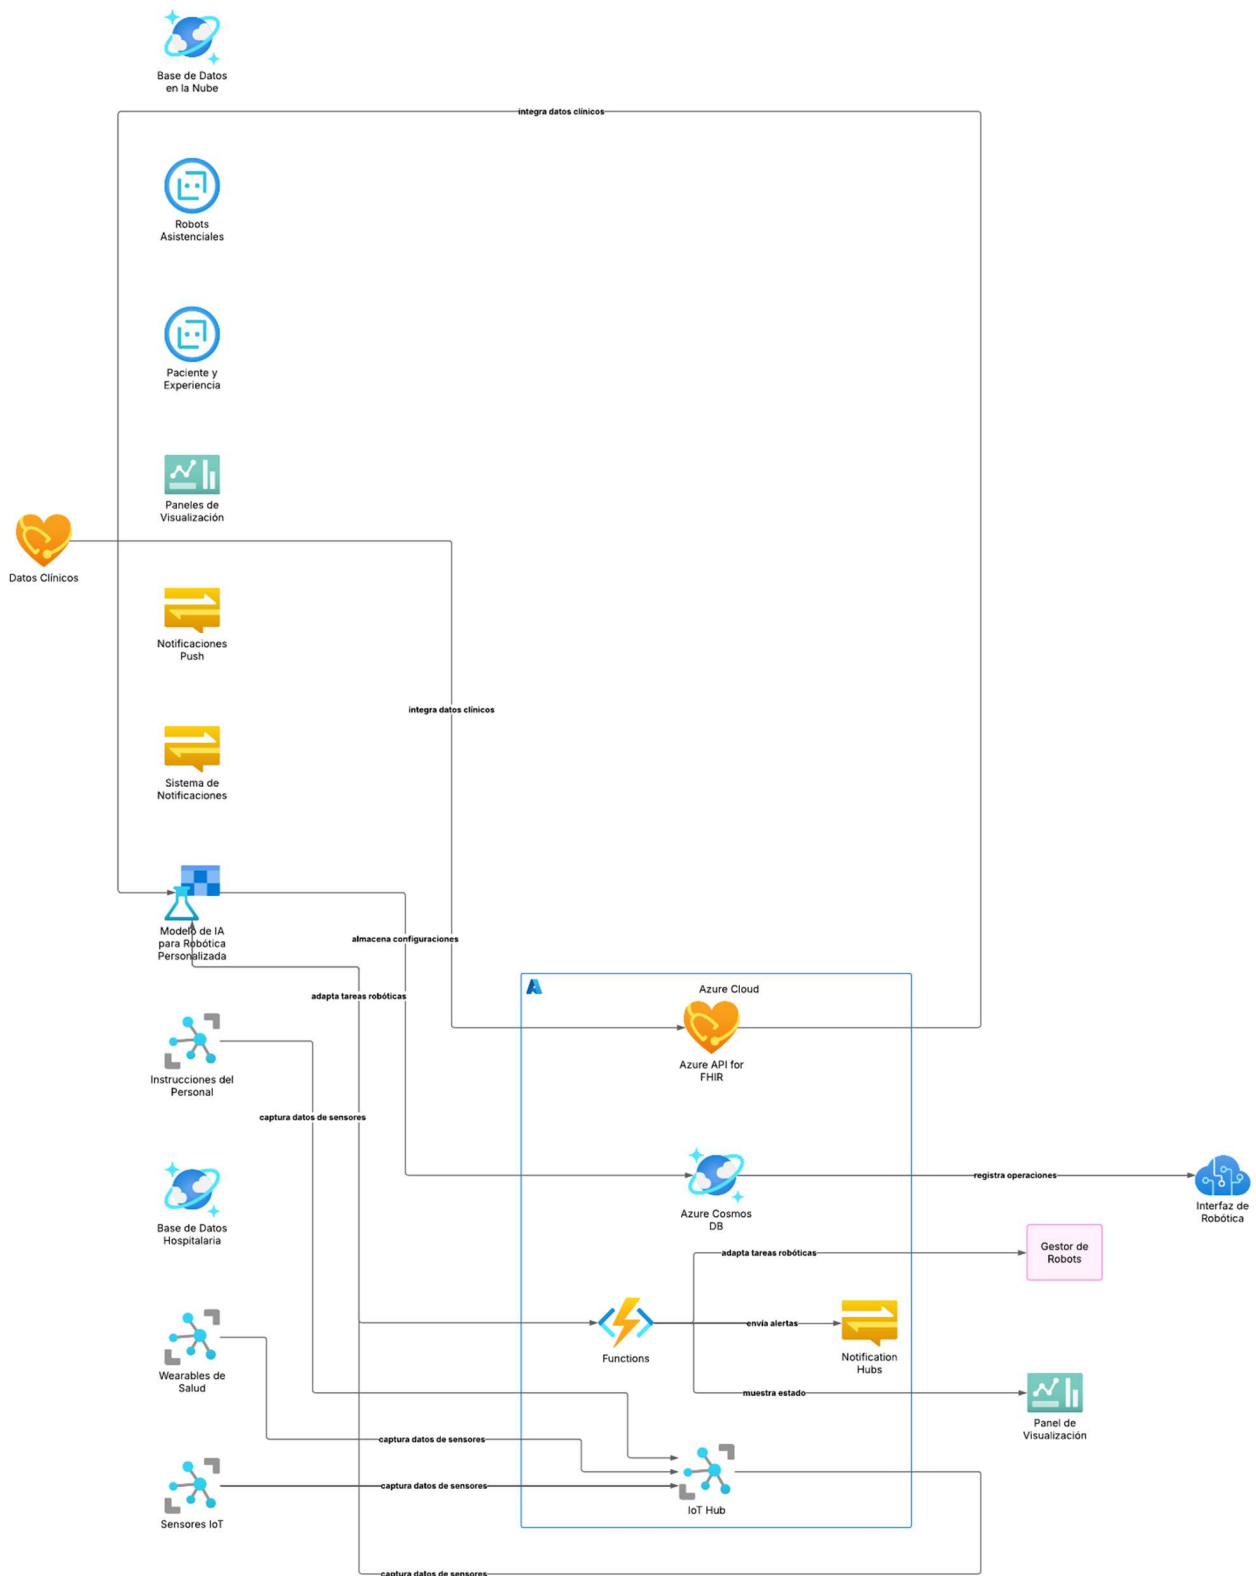 Base de Datos
en la Nube
integra datos clínicos
Robots
Asistenciales
Paciente y
Experiencia
Paneles de
Visualización
Datos Clínicos
Notificaciones
Push
integra datos clínicos
Sistema de
Notificaciones
Modelo de IA
para Robótica
Personalizada
almacena configuraciones
adapta tareas robóticas
Azure Cloud
Azure API for
FHIR
Instrucciones del
Personal
captura datos de sensores
Base de Datos
Hospitalaria
Azure Cosmos
DB
registra operaciones
Interfaz de
Robótica
adapta tareas robóticas
Gestor de
Robots
Functions
envía alertas
Notification
Hubs
Wearables de
Salud
muestra estado
Panel de
Visualización
captura datos de sensores
captura datos de sensores
Sensores IoT
IoT Hub
captura datos de sensores